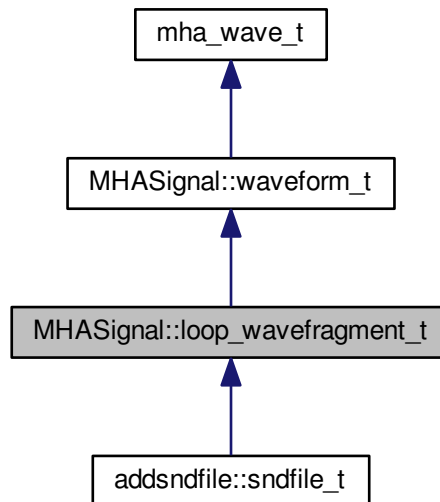 mha_wave_t
MHASignal::waveform_t
MHASignal::loop_wavefragment_t
addsndfile::sndfile_t